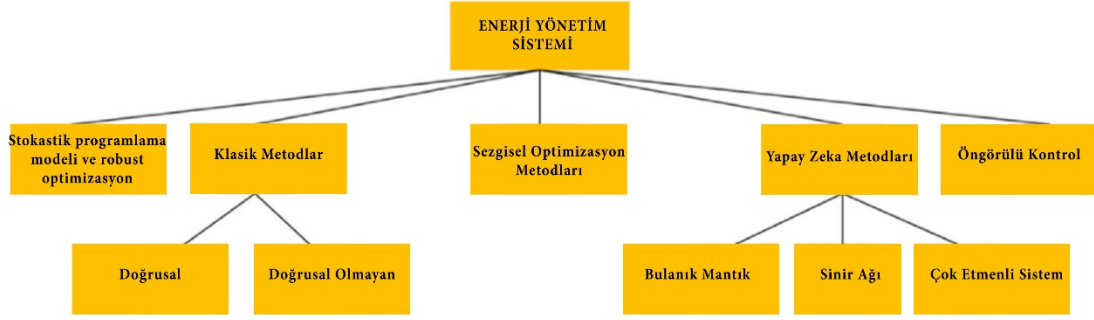 ENERJİ YÖNETİM
SİSTEMİ
Stokastik programlama
modeli ve robust
optimizasyon
Klasik Metodlar
Sezgisel Optimizasyon
Metodları
Yapay Zeka Metodları
Öngörülü Kontrol
Doğrusal
Doğrusal Olmayan
Bulanık Mantık
Sinir Ağı
Çok Etmenli Sistem